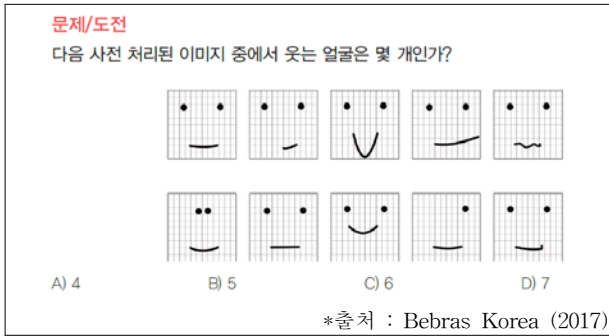 문제/도전
다음 사전 처리된 이미지 중에서 웃는 얼굴은 몇 개인가?
A) 4 B) 5 C) 6 D) 7
*출처 : Bebras Korea (2017)